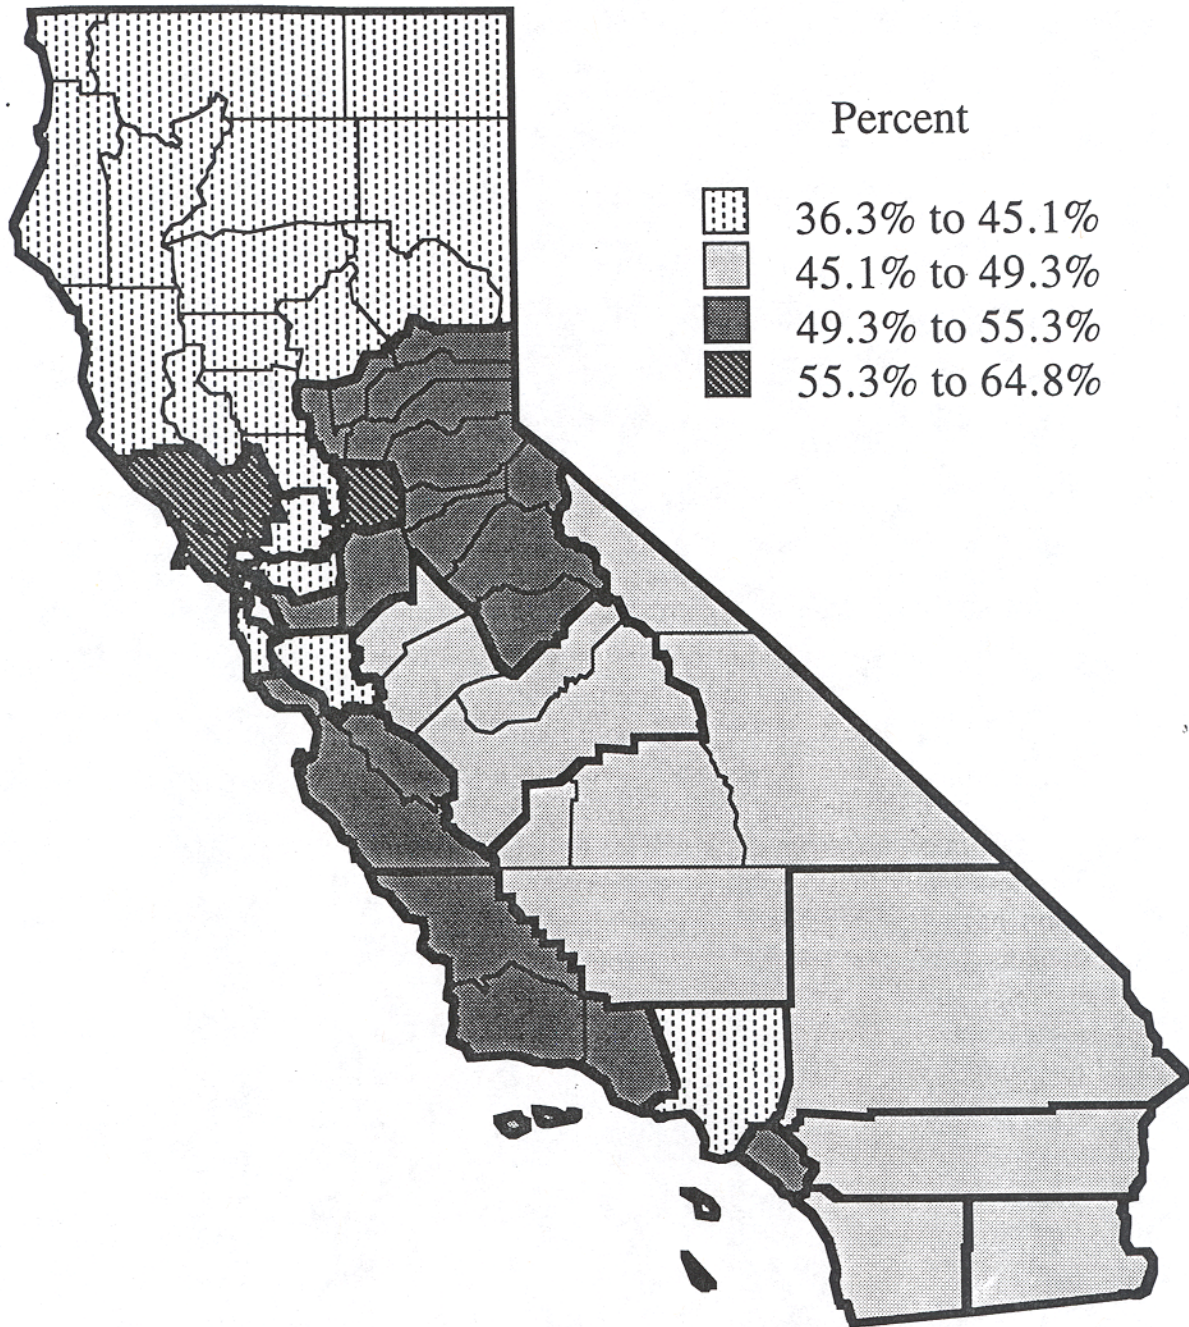 Percent
36.3% to 45.1%
45.1% to 49.3%
49.3% to 55.3%
55.3% to 64.8%